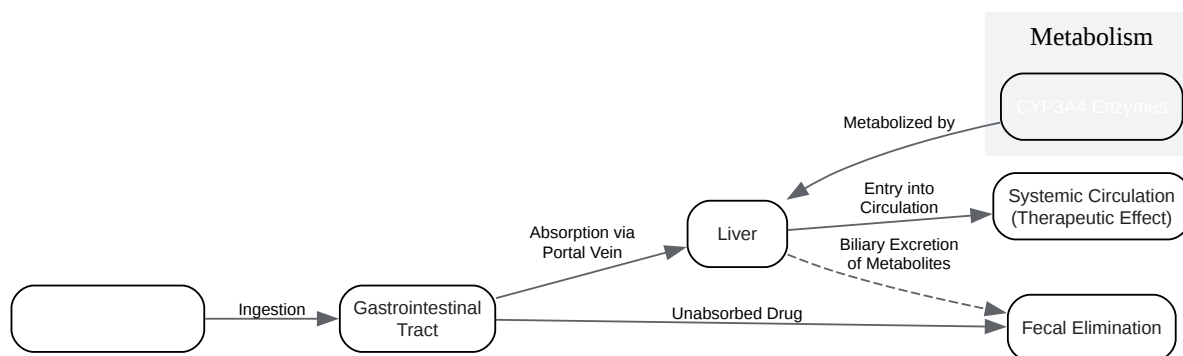 Metabolism
CYP3A4 Enzymes
Metabolized by
Entry into
Circulation
Systemic Circulation
(Therapeutic Effect)
Absorption via
Portal Vein
Liver
Biliary Excretion
of Metabolites
Ingestion
Gastrointestinal
Tract
Unabsorbed Drug
Fecal Elimination